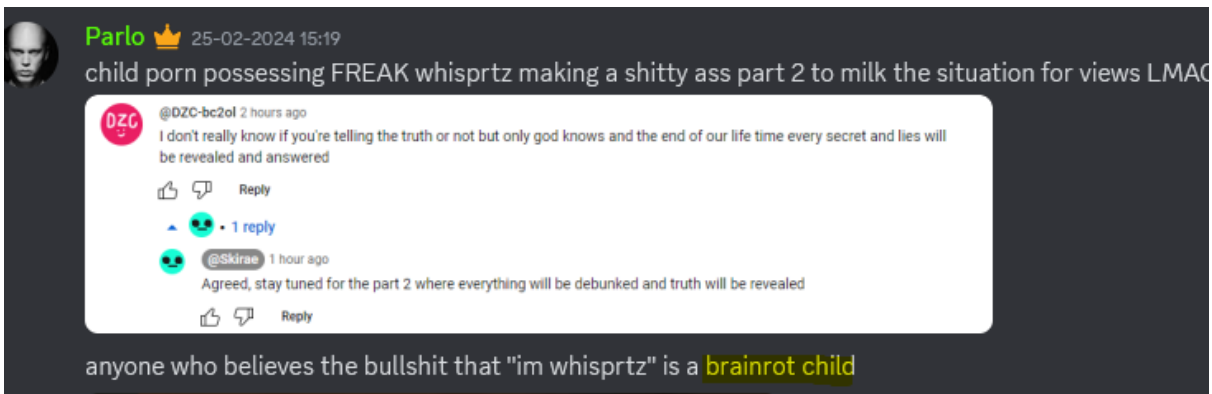 Parlo 25-02-2024 15:19
child porn possessing FREAK whisprtz making a shitty ass part 2 to milk the situation for views LMAO
DZC
@DZC-bc2ol 2 hours ago
I don't really know if you're telling the truth or not but only god knows and the end of our life time every secret and lies will
be revealed and answered
Reply
• 1 reply
@Skirae 1 hour ago
Agreed, stay tuned for the part 2 where everything will be debunked and truth will be revealed
Reply
anyone who believes the bullshit that "im whisprtz" is a brainrot child